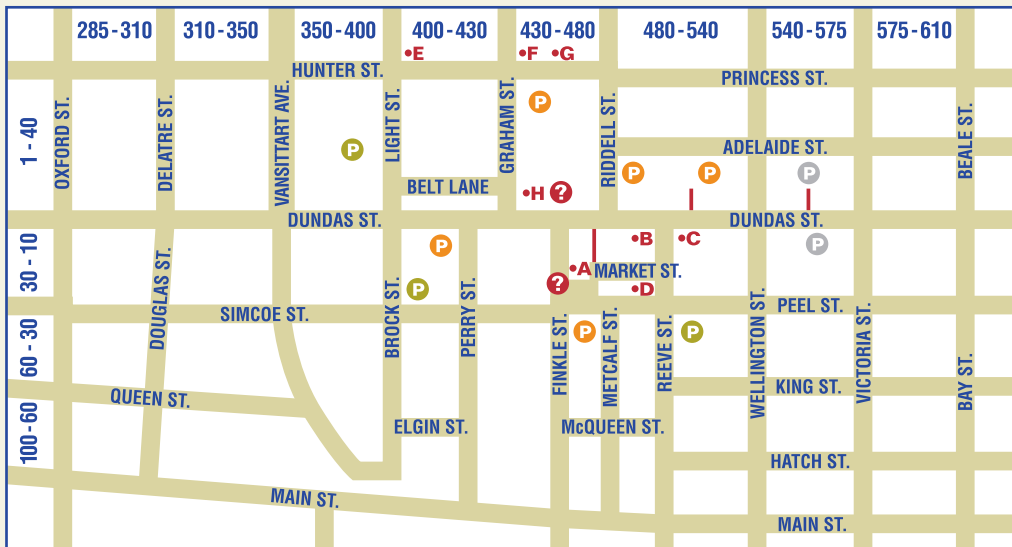 285-310 310-350 350-400 400-430 430-480 480-540 540-575 575-610
•E •F •G
HUNTER ST.
PRINCESS ST.
1 - 40
OXFORD ST.
DELATRE ST.
VANSITTART AVE.
LIGHT ST.
GRAHAM ST.
RIDDELL ST.
BEALE ST.
P
P
ADELAIDE ST.
P P P
BELT LANE
•H ?
DUNDAS ST.
DUNDAS ST.
30 - 10
DOUGLAS ST.
P
•B •C
P
•A MARKET ST.
P
?
•D
BROCK ST.
PERRY ST.
WELLINGTON ST.
VICTORIA ST.
PEEL ST.
SIMCOE ST.
60 - 30
FINKLE ST.
P
METCALF ST.
REEVE ST.
P
BAY ST.
KING ST.
QUEEN ST.
100-60
ELGIN ST.
McQUEEN ST.
HATCH ST.
MAIN ST.
MAIN ST.